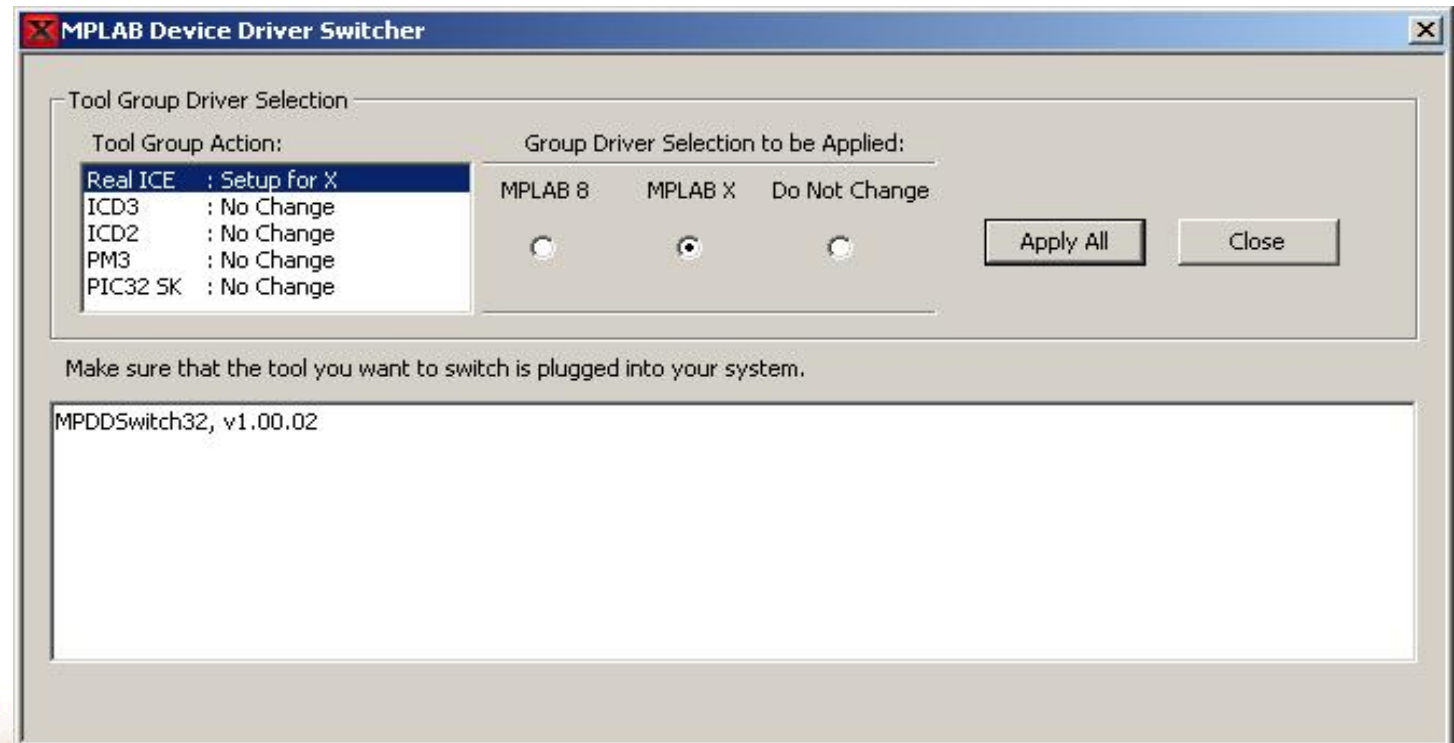 MPLAB Device Driver Switcher
Tool Group Driver Selection
Tool Group Action:
Group Driver Selection to be Applied:
Real ICE : Setup for X
ICD3 : No Change
ICD2 : No Change
PM3 : No Change
PIC32 SK : No Change
MPLAB 8 MPLAB X Do Not Change
Apply All
Close
Make sure that the tool you want to switch is plugged into your system.
MPDDSwitch32, v1.00.02